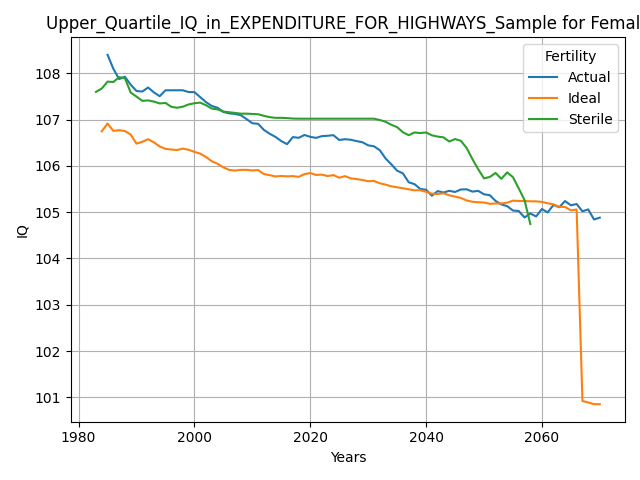 Upper_Quartile_IQ_in_EXPENDITURE_FOR_HIGHWAYS_Sample for Femal
Fertility
Actual
Ideal
Sterile
108
107
106
105
104
103
102
101
IQ
1980
2000
2020
2040
2060
Years